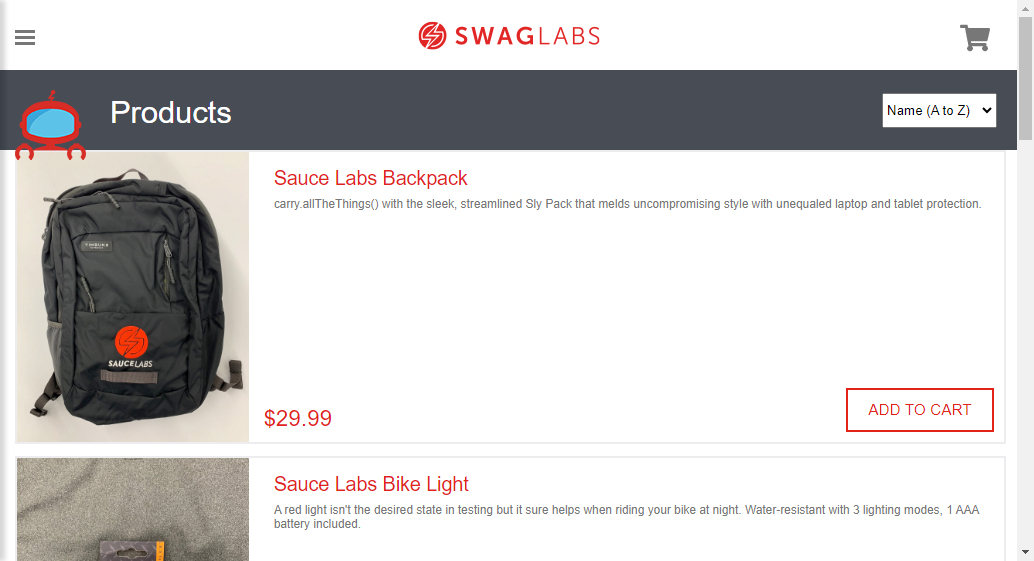 SWAGLABS
Products
Name (A to Z)
Sauce Labs Backpack
carry.allTheThings() with the sleek, streamlined Sly Pack that melds uncompromising style with unequaled laptop and tablet protection.
SAUCELABS
$29.99
ADD TO CART
Sauce Labs Bike Light
A red light isn't the desired state in testing but it sure helps when riding your bike at night. Water-resistant with 3 lighting modes, 1 AAA
battery included.